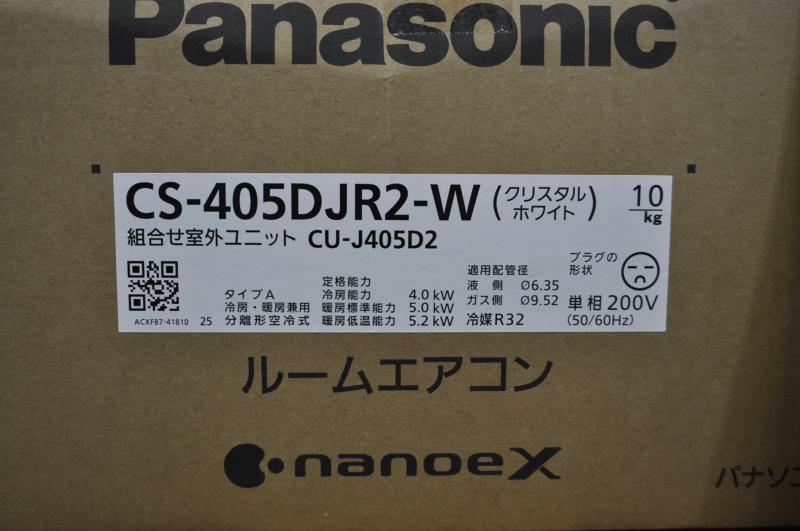 Panasonic
CS-405DJR2-W (クリスタルホワイト) 10 kg
組合せ室外ユニット CU-J405D2
タイプA
冷房・暖房兼用
分離形空冷式
定格能力
冷房能力 4.0 kW
暖房標準能力 5.0 kW
暖房低温能力 5.2 kW
適用配管径
液 側 Ø6.35
ガス側 Ø9.52
冷媒R32
プラグの
形状
単相200V
(50/60Hz)
ACXF87-41810 25
ルームエアコン
nanoeX
パナソニ